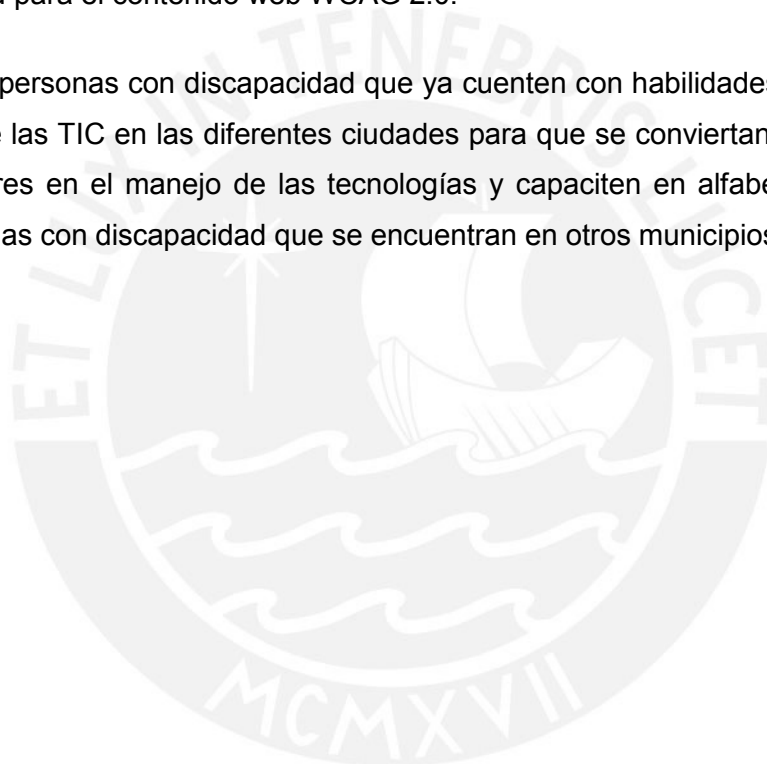 para el contenido web WCAG 2.0.
personas con discapacidad que ya cuenten con habilidades
las TIC en las diferentes ciudades para que se conviertan
res en el manejo de las tecnologías y capaciten en alfabe
as con discapacidad que se encuentran en otros municipios
ET LUX IN TENEBRIS LUCET
MCMXVII